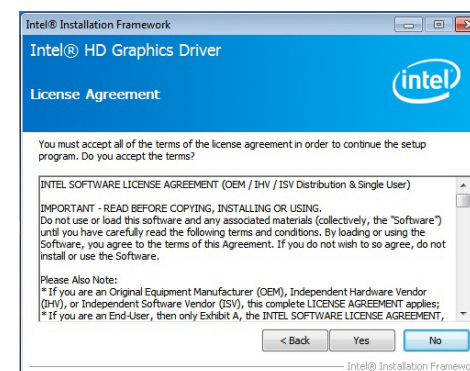 Intel® Installation Framework
Intel® HD Graphics Driver
intel
License Agreement
You must accept all of the terms of the license agreement in order to continue the setup
program. Do you accept the terms?
INTEL SOFTWARE LICENSE AGREEMENT (OEM / IHV / ISV Distribution & Single User)
IMPORTANT - READ BEFORE COPYING, INSTALLING OR USING.
Do not use or load this software and any associated materials (collectively, the "Software")
until you have carefully read the following terms and conditions. By loading or using the
Software, you agree to the terms of this Agreement. If you do not wish to so agree, do not
install or use the Software.
Please Also Note:
* If you are an Original Equipment Manufacturer (OEM), Independent Hardware Vendor
(IHV), or Independent Software Vendor (ISV), this complete LICENSE AGREEMENT applies;
* If you are an End-User, then only Exhibit A, the INTEL SOFTWARE LICENSE AGREEMENT,
< Back Yes No
Intel® Installation Framewo